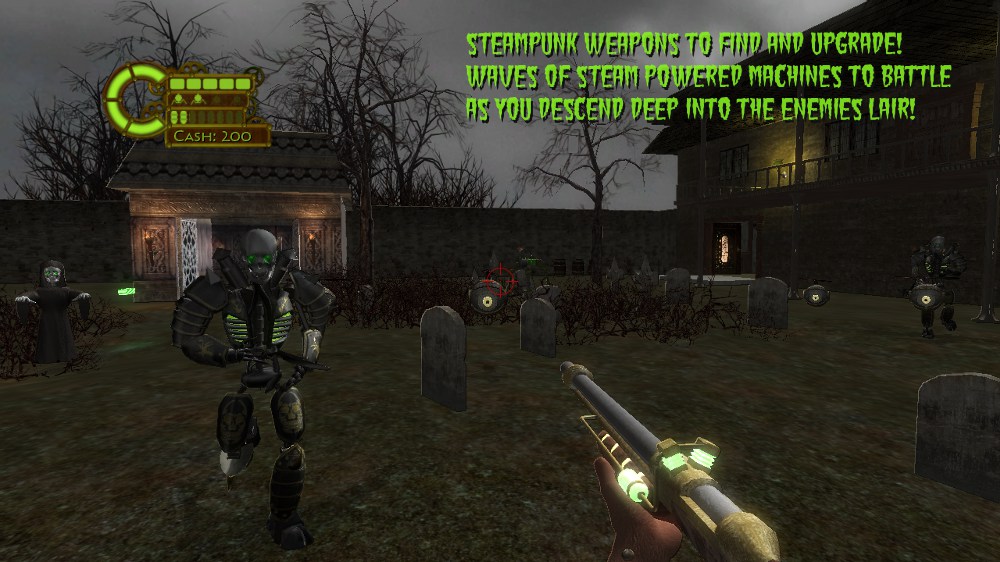 STEAMPUNK WEAPONS TO FIND AND UPGRADE!
WAVES OF STEAM POWERED MACHINES TO BATTLE
AS YOU DESCEND DEEP INTO THE ENEMIES LAIR!
CASH: 200